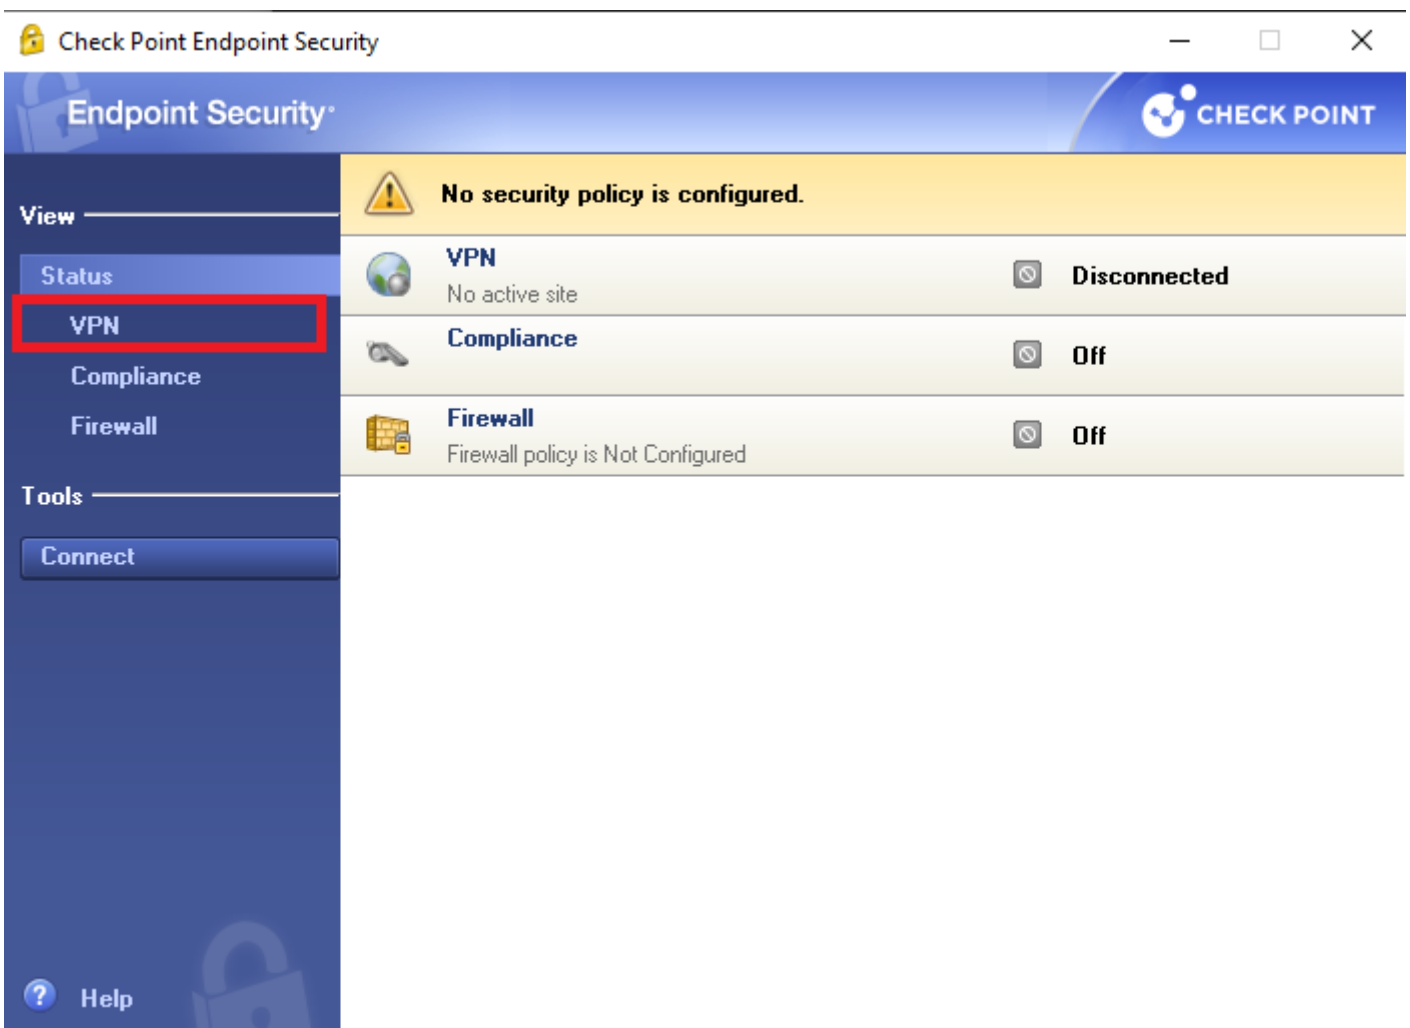 Check Point Endpoint Security
Endpoint Security
CHECK POINT
View
Status
VPN
Compliance
Firewall
Tools
Connect
Help
No security policy is configured.
VPN
No active site
Disconnected
Compliance
Off
Firewall
Firewall policy is Not Configured
Off